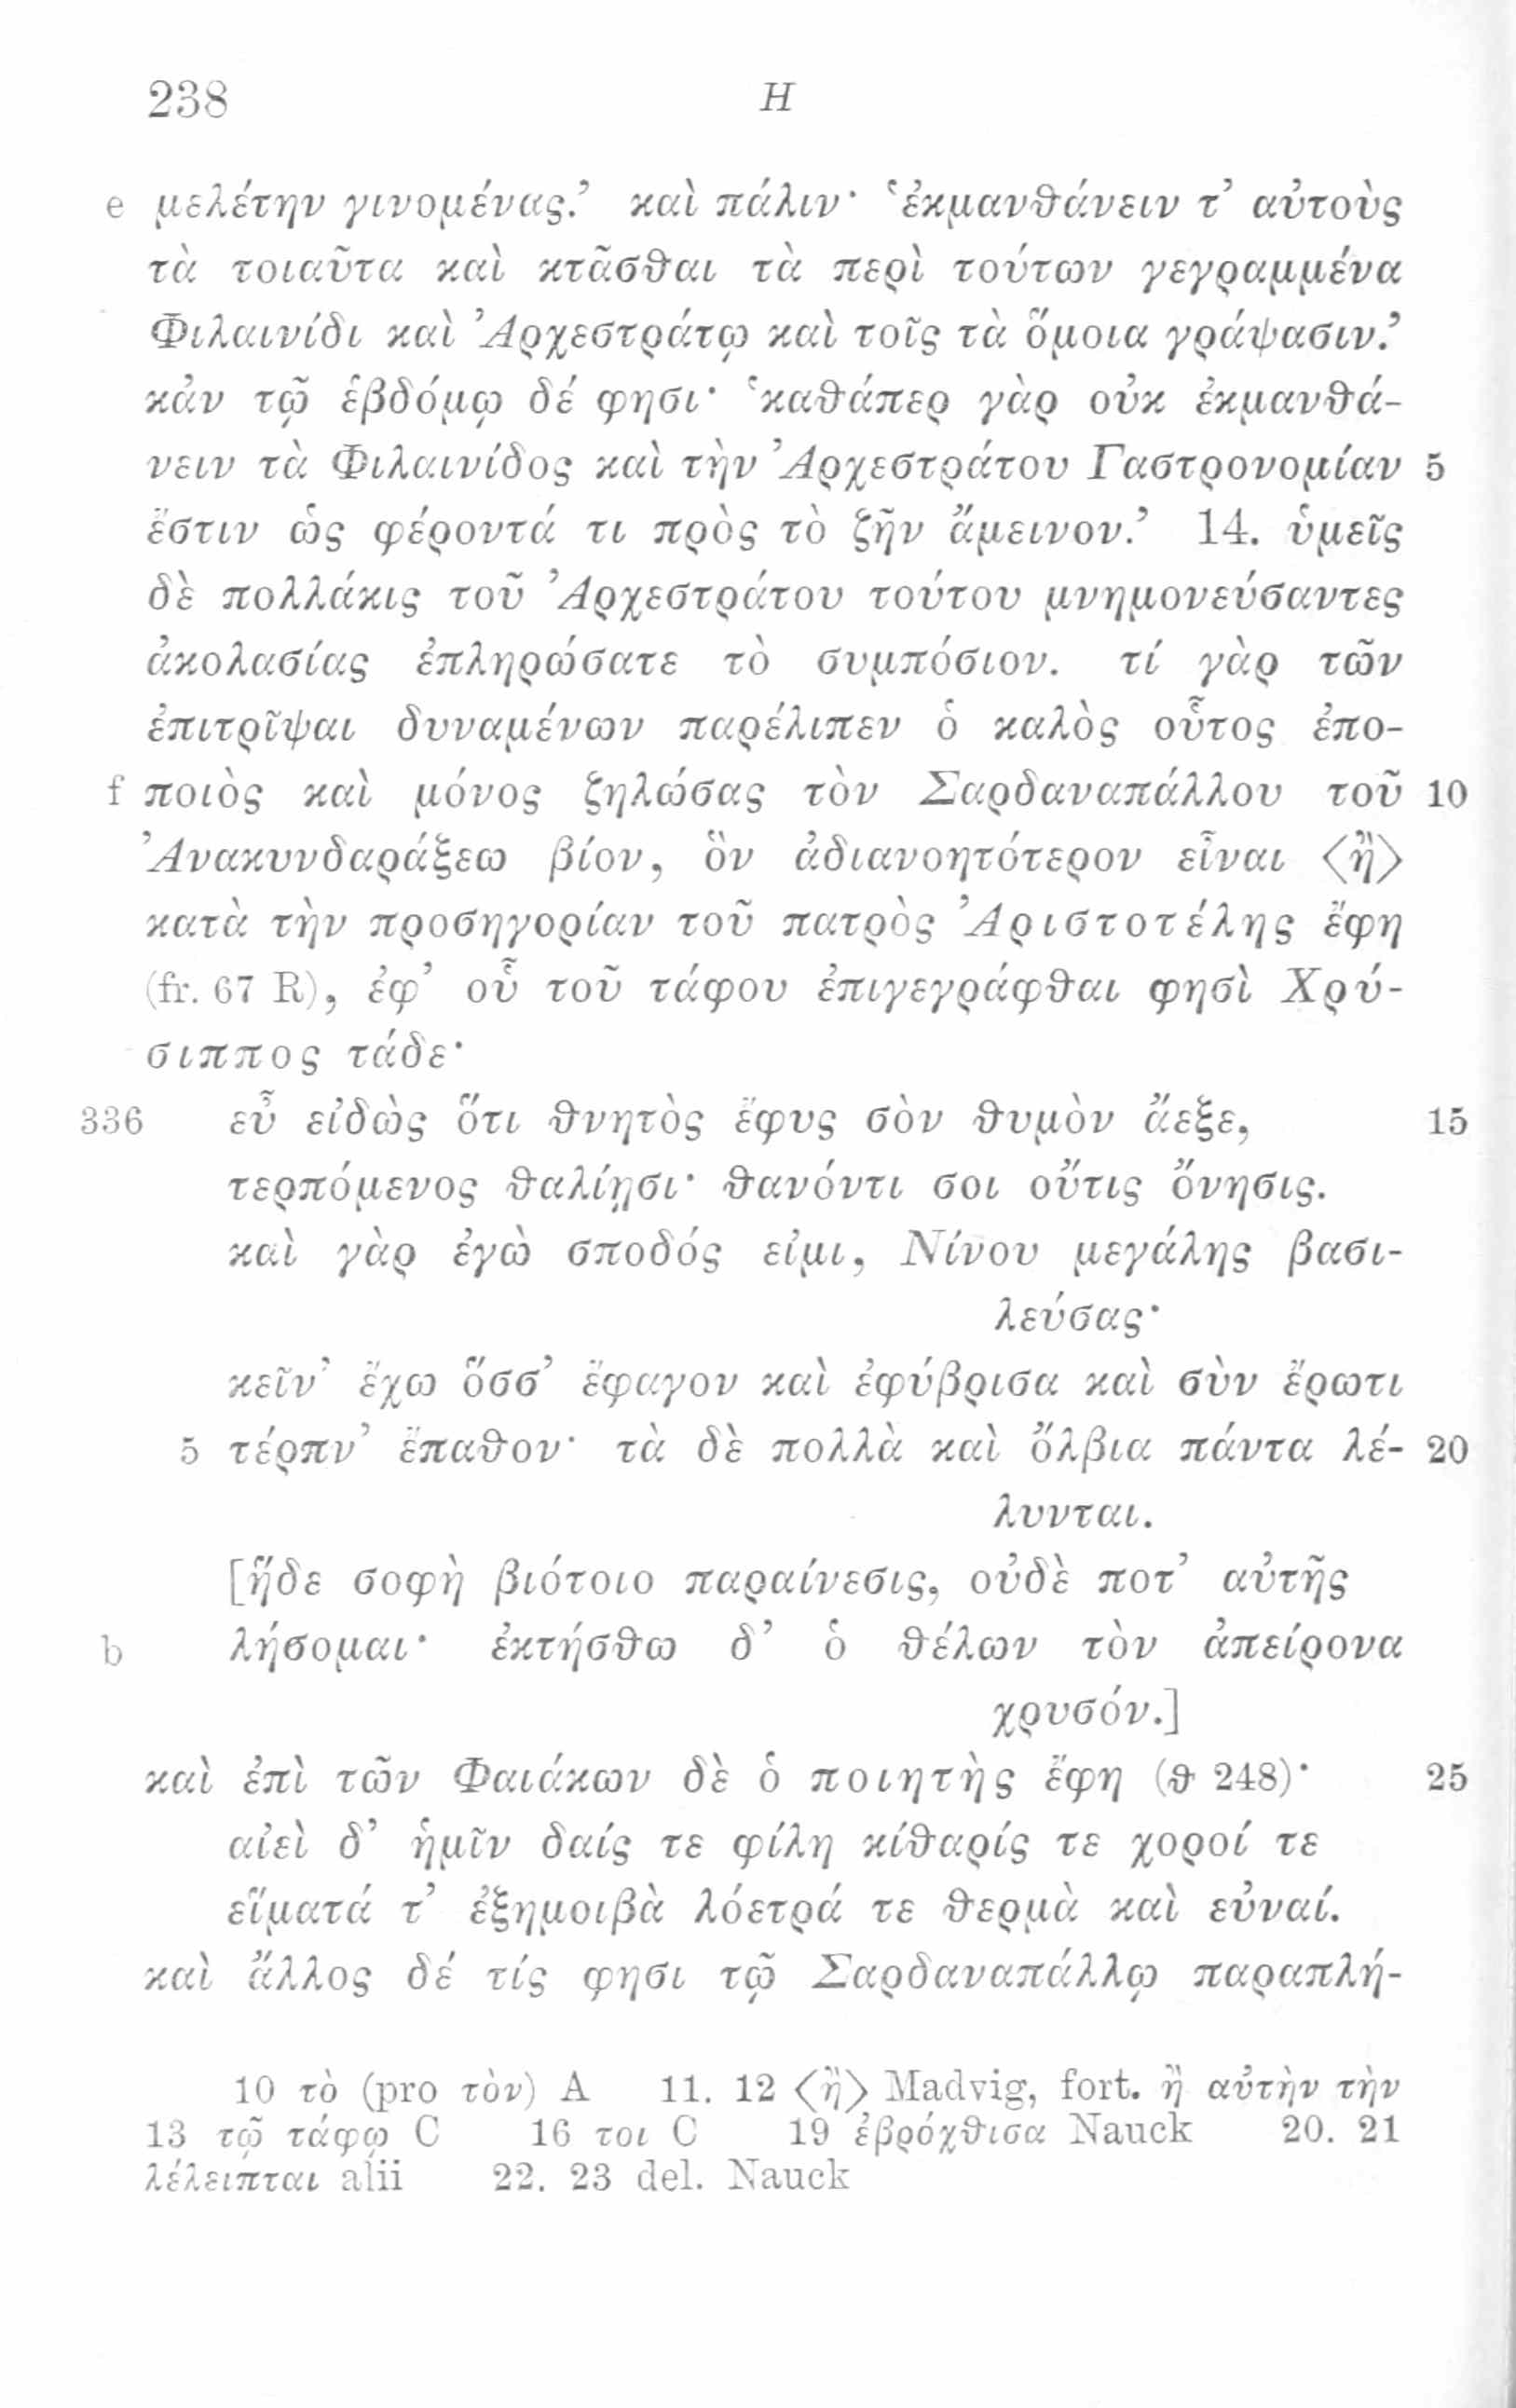 238 H
e μελέτην γινομένας.’ καὶ πάλιν· ‘ἐκμανθάνειν τ’ αὐτοὺς
τὰ τοιαῦτα καὶ κτᾶσθαι τὰ περὶ τούτων γεγραμμένα
Φιλαινίδι καὶ Ἀρχεστράτῳ καὶ τοῖς τὰ ὅμοια γράψασιν.’
κἀν τῷ ἑβδόμῳ δέ φησι· ‘καθάπερ γὰρ οὐκ ἐκμανθά-
νειν τὰ Φιλαινίδος καὶ τὴν Ἀρχεστράτου Γαστρονομίαν 5
ἔστιν ὡς φέροντά τι πρὸς τὸ ζῆν ἄμεινον.’ 14. ὑμεῖς
δὲ πολλάκις τοῦ Ἀρχεστράτου τούτου μνημονεύσαντες
ἀκολασίας ἐπληρώσατε τὸ συμπόσιον. τί γὰρ τῶν
ἐπιτρῖψαι δυναμένων παρέλιπεν ὁ καλὸς οὗτος ἐπο-
f ποιὸς καὶ μόνος ζηλώσας τὸν Σαρδαναπάλλου τοῦ 10
Ἀνακυνδαράξεω βίον, ὃν ἀδιανοητότερον εἶναι <ἢ>
κατὰ τὴν προσηγορίαν τοῦ πατρὸς Ἀριστοτέλης ἔφη
(fr. 67 R), ἐφ’ οὗ τοῦ τάφου ἐπιγεγράφθαι φησὶ Χρύ-
σιππος τάδε·
336 εὖ εἰδὼς ὅτι θνητὸς ἔφυς σὸν θυμὸν ἄεξε, 15
τερπόμενος θαλίῃσι· θανόντι σοι οὔτις ὄνησις.
καὶ γὰρ ἐγὼ σποδός εἰμι, Νίνου μεγάλης βασι-
λεύσας·
κεῖν’ ἔχω ὅσσ’ ἔφαγον καὶ ἐφύβρισα καὶ σὺν ἔρωτι
5 τέρπν’ ἔπαθον· τὰ δὲ πολλὰ καὶ ὄλβια πάντα λέ- 20
λυνται.
[ἥδε σοφὴ βιότοιο παραίνεσις, οὐδὲ ποτ’ αὐτῆς
b λήσομαι· ἐκτήσθω δ’ ὁ θέλων τὸν ἀπείρονα
χρυσόν.]
καὶ ἐπὶ τῶν Φαιάκων δὲ ὁ ποιητὴς ἔφη (θ 248)· 25
αἰεὶ δ’ ἡμῖν δαίς τε φίλη κίθαρίς τε χοροί τε
εἵματά τ’ ἐξημοιβὰ λόετρά τε θερμὰ καὶ εὐναί.
καὶ ἄλλος δέ τίς φησι τῷ Σαρδαναπάλλῳ παραπλή-
10 τὸ (pro τὸν) A 11. 12 <ἢ> Madvig, fort. ἢ αὐτὴν τὴν
13 τῷ τάφῳ C 16 τοι C 19 ἐβρόχθισα Nauck 20. 21
λέλειπται alii 22. 23 del. Nauck